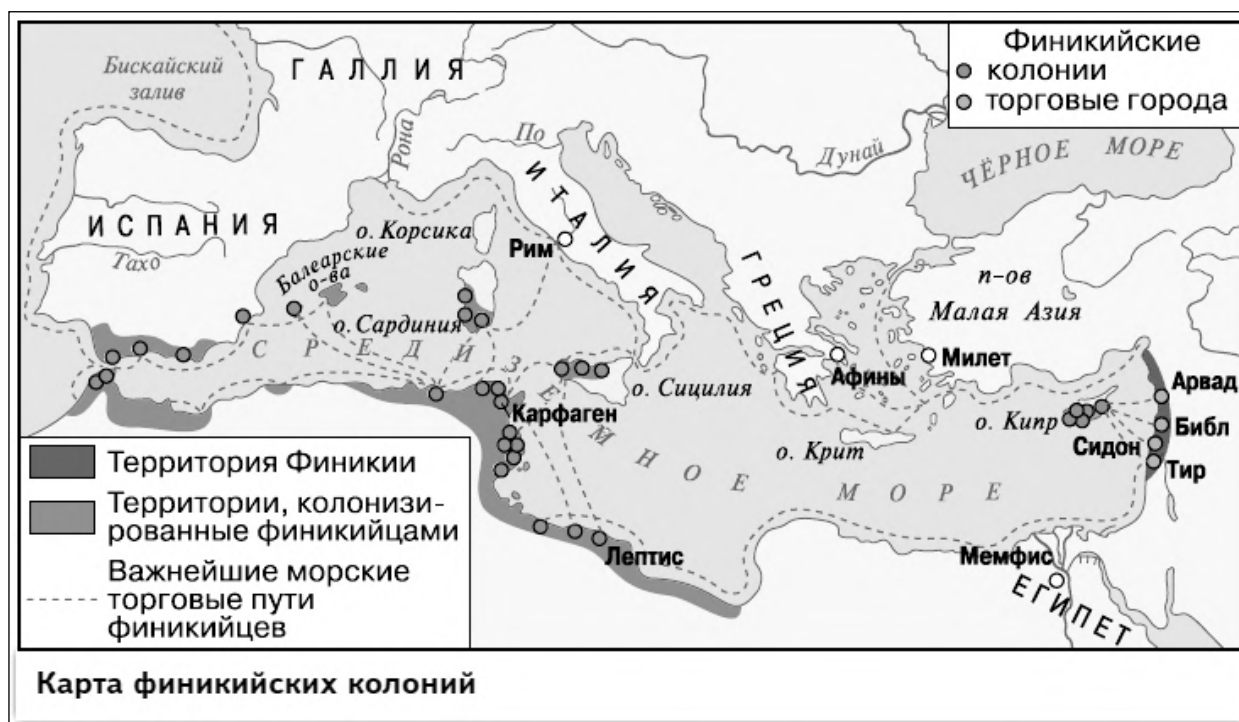 Финикийские
колонии
торговые города
Бискайский
залив
ГАЛЛИЯ
Рона
По
Дунай
ЧЁРНОЕ МОРЕ
ИСПАНИЯ
Тахо
о. Корсика
Балеарские
о-ва
Рим
ИТАЛИЯ
ГРЕЦИЯ
п-ов
Малая Азия
о. Сардиния
СРЕДИЗЕМНОЕ МОРЕ
о. Сицилия
Афины
Милет
Арвад
Карфаген
о. Кипр
Библ
Сидон
о. Крит
Тир
Лептис
Мемфис
ЕГИПЕТ
Территория Финикии
Территории, колонизи-
рованные финикийцами
Важнейшие морские
торговые пути
финикийцев
Карта финикийских колоний